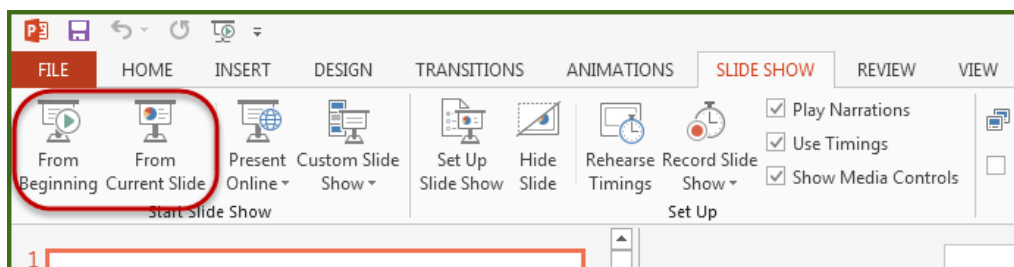 FILE HOME INSERT DESIGN TRANSITIONS ANIMATIONS SLIDE SHOW REVIEW VIEW
From Beginning
From Current Slide
Present Online
Custom Slide Show
Set Up Slide Show
Hide Slide
Rehearse Timings
Record Slide Show
Play Narrations
Use Timings
Show Media Controls
Start Slide Show
Set Up
1